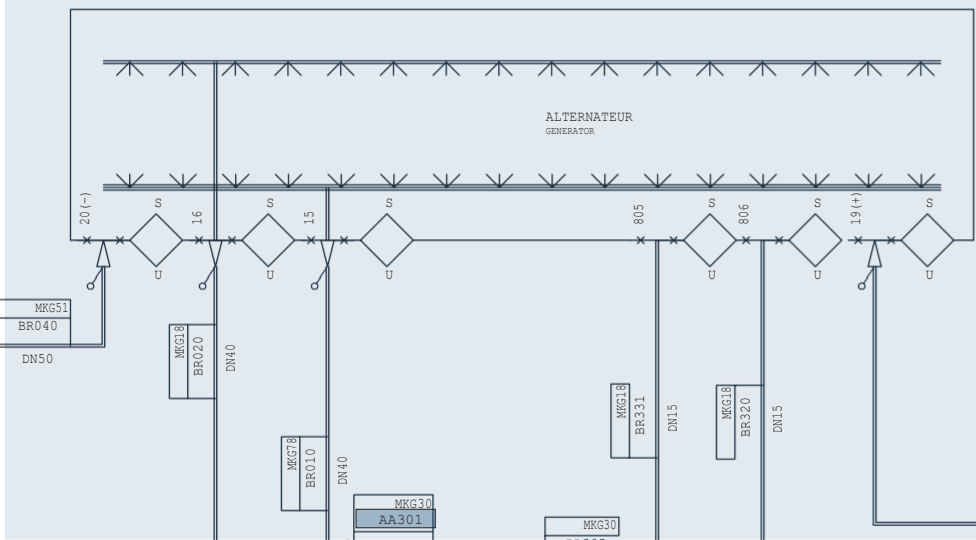 ALTERNATEUR
GENERATOR
20(-)
S
16
S
15
S
805
S
806
S
19(+)
S
U
U
U
U
U
U
MKG51
BR040
DN50
MKG18
BR020
DN40
MKG78
BR010
DN40
MKG18
BR331
DN15
MKG18
BR320
DN15
MKG30
AA301
MKG30